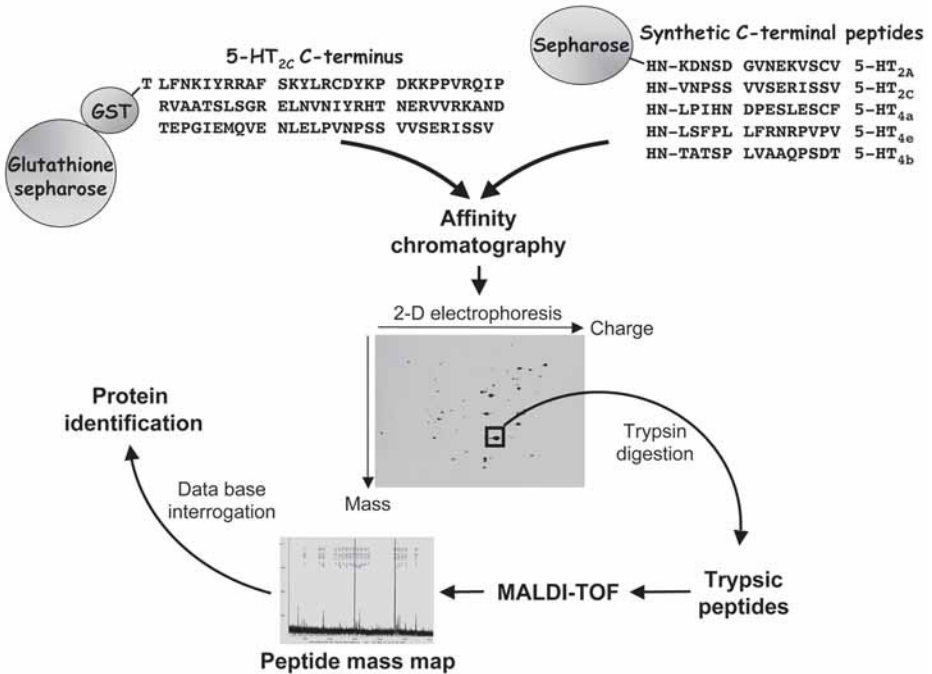 5-HT2C C-terminus
T LFNKIYRRAF SKYLRCDYKP DKKPPVRQIP
RVAATSLSGR ELNVNIYRHT NERVVRKAND
TEPGIEMQVE NLELPVNPSS VVSERISSV
GST
Glutathione
sepharose
Sepharose
Synthetic C-terminal peptides
HN-KDNSD GVNEKVSCV 5-HT2A
HN-VNPSS VVSERISSV 5-HT2C
HN-LPIHN DPESLESCF 5-HT4a
HN-LSFPL LFRNRPVPV 5-HT4e
HN-TATSP LVAAQPSDT 5-HT4b
Affinity
chromatography
2-D electrophoresis
Charge
Mass
Trypsin
digestion
Trypsic
peptides
MALDI-TOF
Peptide mass map
Data base
interrogation
Protein
identification